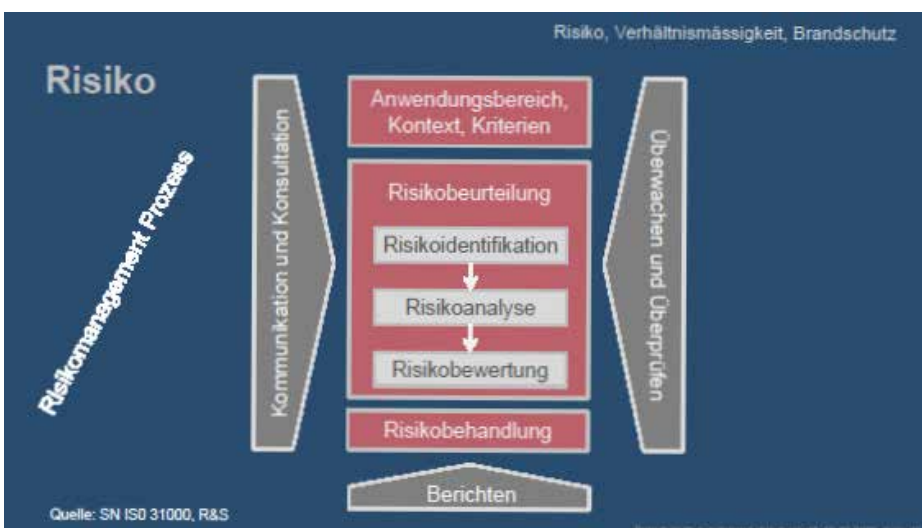 Risiko, Verhältnismässigkeit, Brandschutz
Risiko
Risikomanagement Prozess
Kommunikation und Konsultation
Anwendungsbereich,
Kontext, Kriterien
Risikobeurteilung
Risikoidentifikation
Risikoanalyse
Risikobewertung
Risikobehandlung
Berichten
Überwachen und Überprüfen
Quelle: SN ISO 31000, R&S